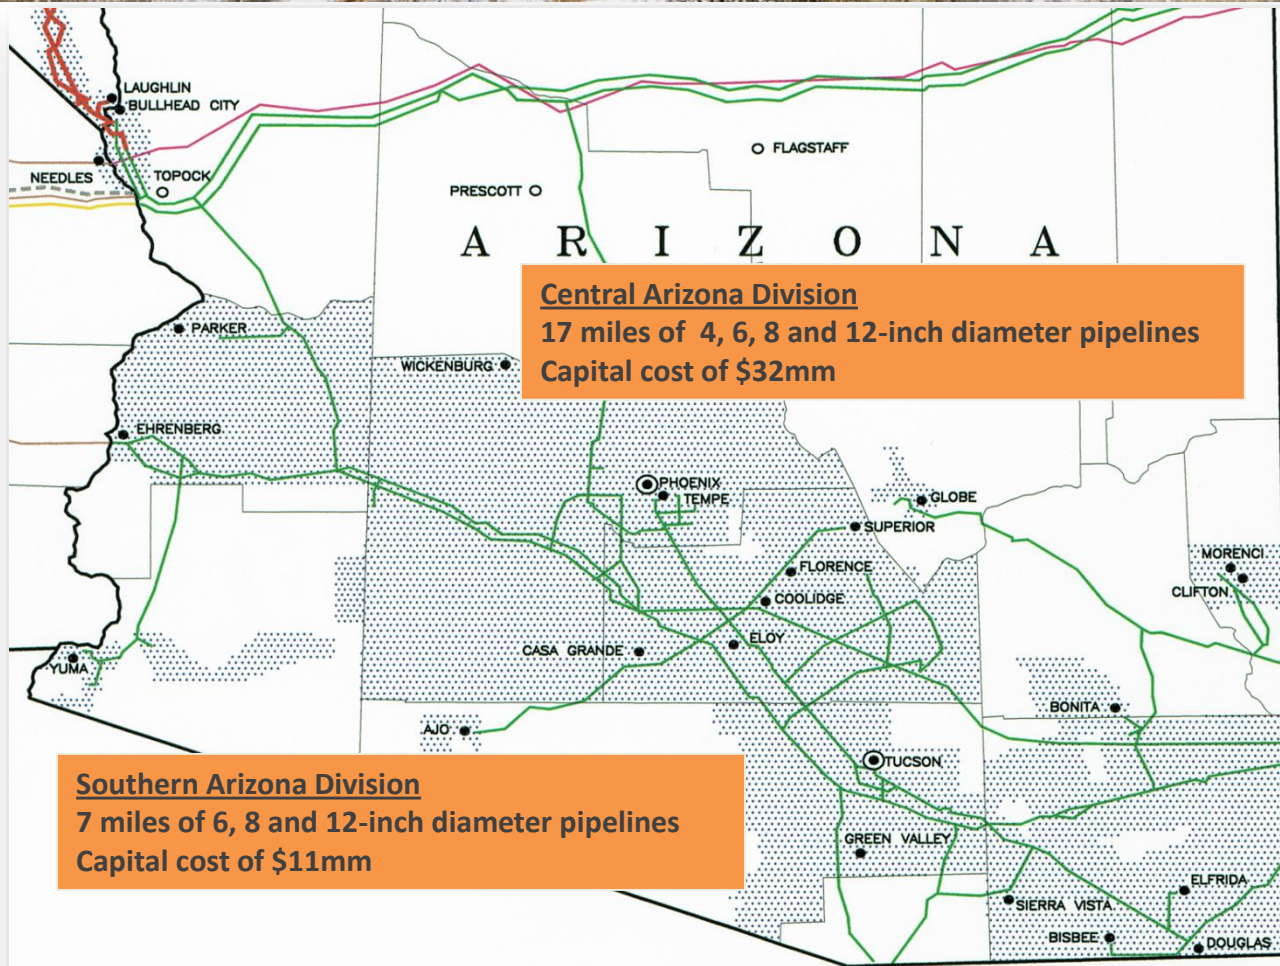 LAUGHLIN
BULLHEAD CITY
NEEDLES
TOPOCK
FLAGSTAFF
PRESCOTT
ARIZONA
Central Arizona Division
17 miles of 4, 6, 8 and 12-inch diameter pipelines
Capital cost of $32mm
PARKER
WICKENBURG
EHRENBERG
PHOENIX
TEMPE
GLOBE
SUPERIOR
MORENCI
FLORENCE
CLIFTON
COOLIDGE
ELOY
CASA GRANDE
YUMA
BONITA
AJO
TUCSON
Southern Arizona Division
7 miles of 6, 8 and 12-inch diameter pipelines
Capital cost of $11mm
GREEN VALLEY
ELFRIDA
SIERRA VISTA
BISBEE
DOUGLAS